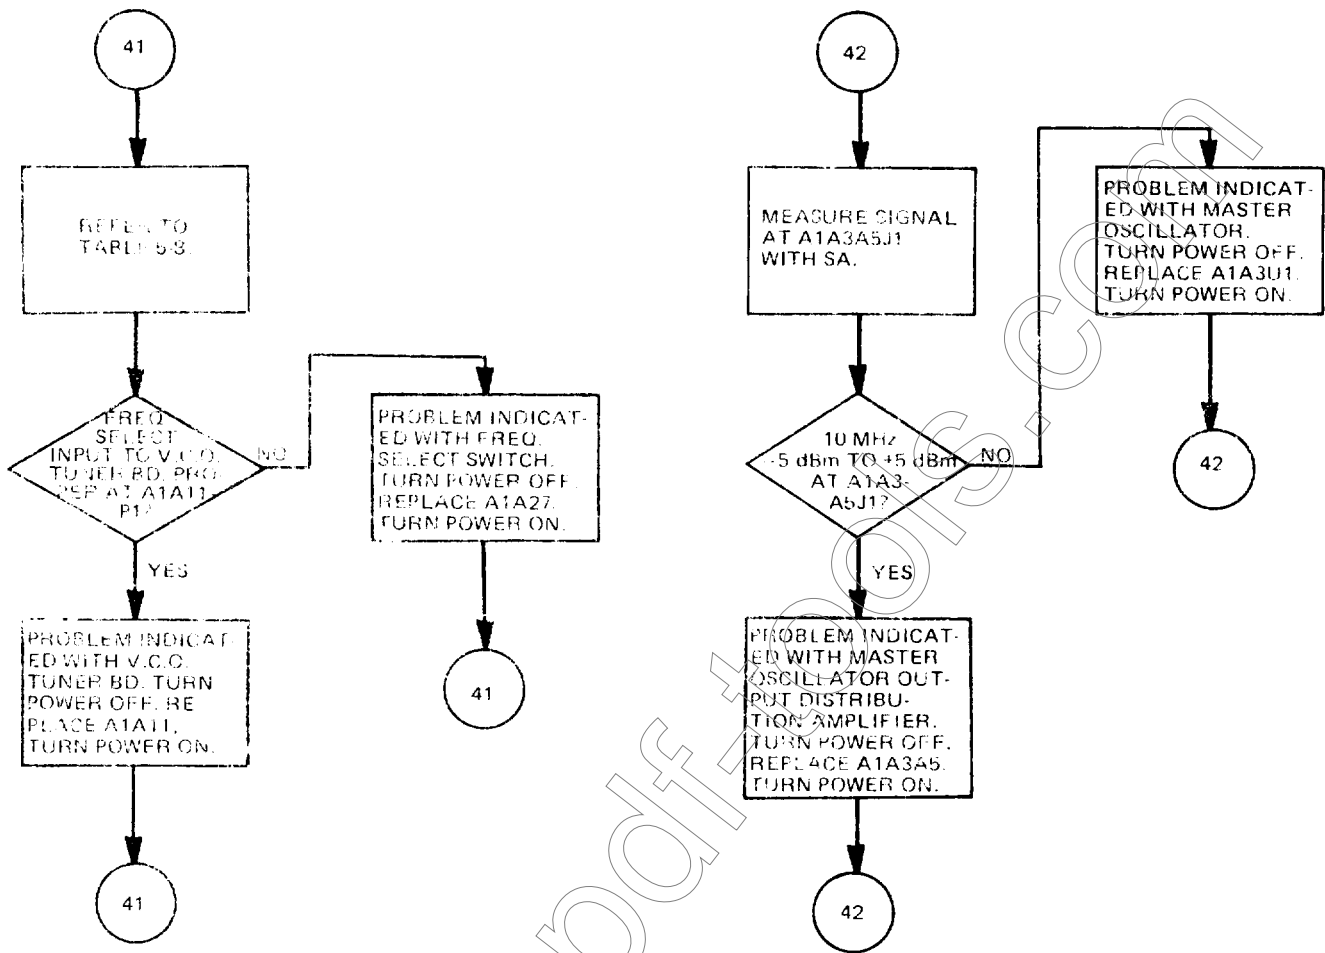 41
REFER TO
TABLE 5-3.
FREQ
SELECT
INPUT TO V.C.O.
TUNER BD. PRO-
PER AT A1A11-
P1?
NO
PROBLEM INDICAT-
ED WITH FREQ.
SELECT SWITCH.
TURN POWER OFF.
REPLACE A1A27.
TURN POWER ON.
41
YES
PROBLEM INDICAT-
ED WITH V.C.O.
TUNER BD. TURN
POWER OFF. RE
PLACE A1A11.
TURN POWER ON.
41
42
MEASURE SIGNAL
AT A1A3A5J1
WITH SA.
10 MHz
-5 dBm TO +5 dBm
AT A1A3-
A5J1?
NO
PROBLEM INDICAT-
ED WITH MASTER
OSCILLATOR.
TURN POWER OFF.
REPLACE A1A3U1.
TURN POWER ON.
42
YES
PROBLEM INDICAT-
ED WITH MASTER
OSCILLATOR OUT-
PUT DISTRIBU-
TION AMPLIFIER.
TURN POWER OFF.
REPLACE A1A3A5.
TURN POWER ON.
42
pdf-tools.com